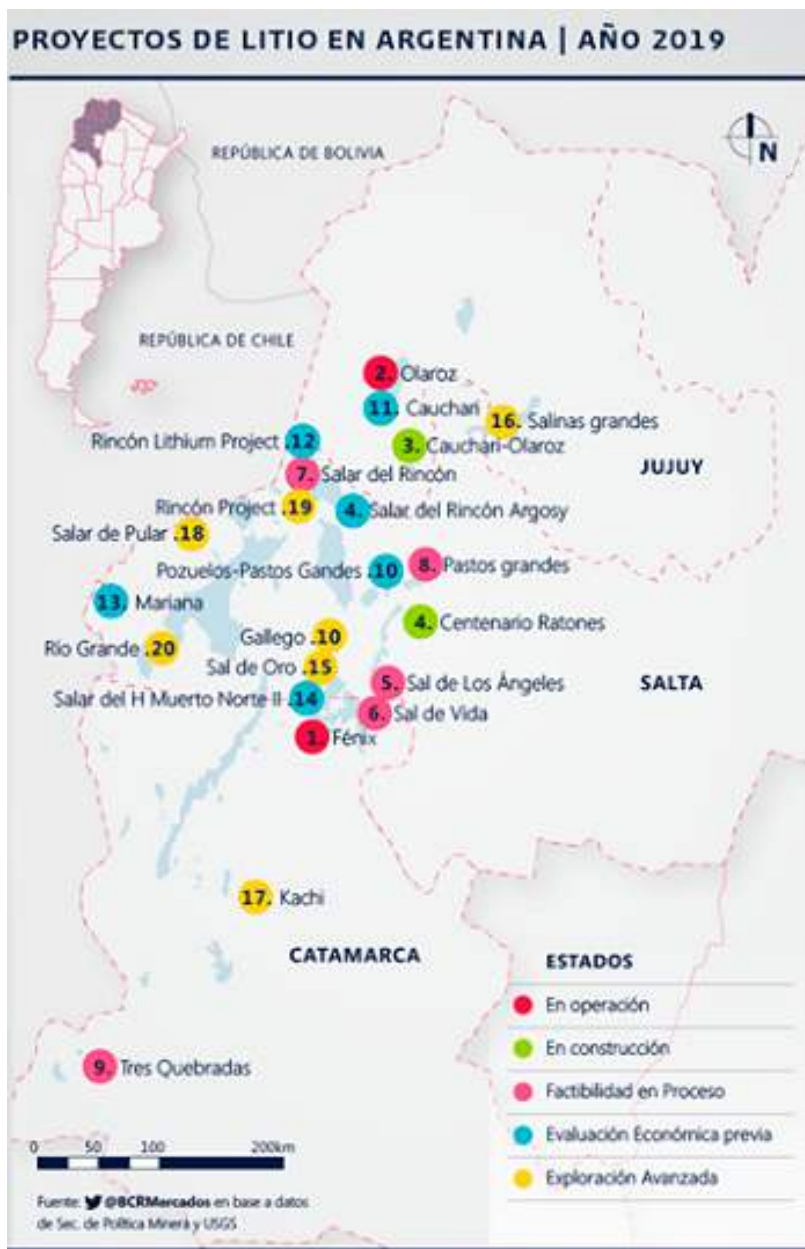 PROYECTOS DE LITIO EN ARGENTINA | AÑO 2019
N
REPÚBLICA DE BOLIVIA
REPÚBLICA DE CHILE
2. Olaroz
11. Cauchari
16. Salinas grandes
Rincón Lithium Project .12
3. Cauchari-Olaroz
JUJUY
7. Salar del Rincón
Rincón Project .19
4. Salar del Rincón Argosy
Salar de Pular .18
Pozuelos-Pastos Gandes .10
8. Pastos grandes
13. Mariana
4. Centenario Ratones
Río Grande .20
Gallego .10
Sal de Oro .15
5. Sal de Los Ángeles
SALTA
Salar del H Muerto Norte II .14
6. Sal de Vida
1. Fénix
17. Kachi
CATAMARCA
ESTADOS
En operación
En construcción
Factibilidad en Proceso
Evaluación Económica previa
Exploración Avanzada
9. Tres Quebradas
0 50 100 200km
Fuente: @BCRMercados en base a datos
de Sec. de Política Minera y USGS